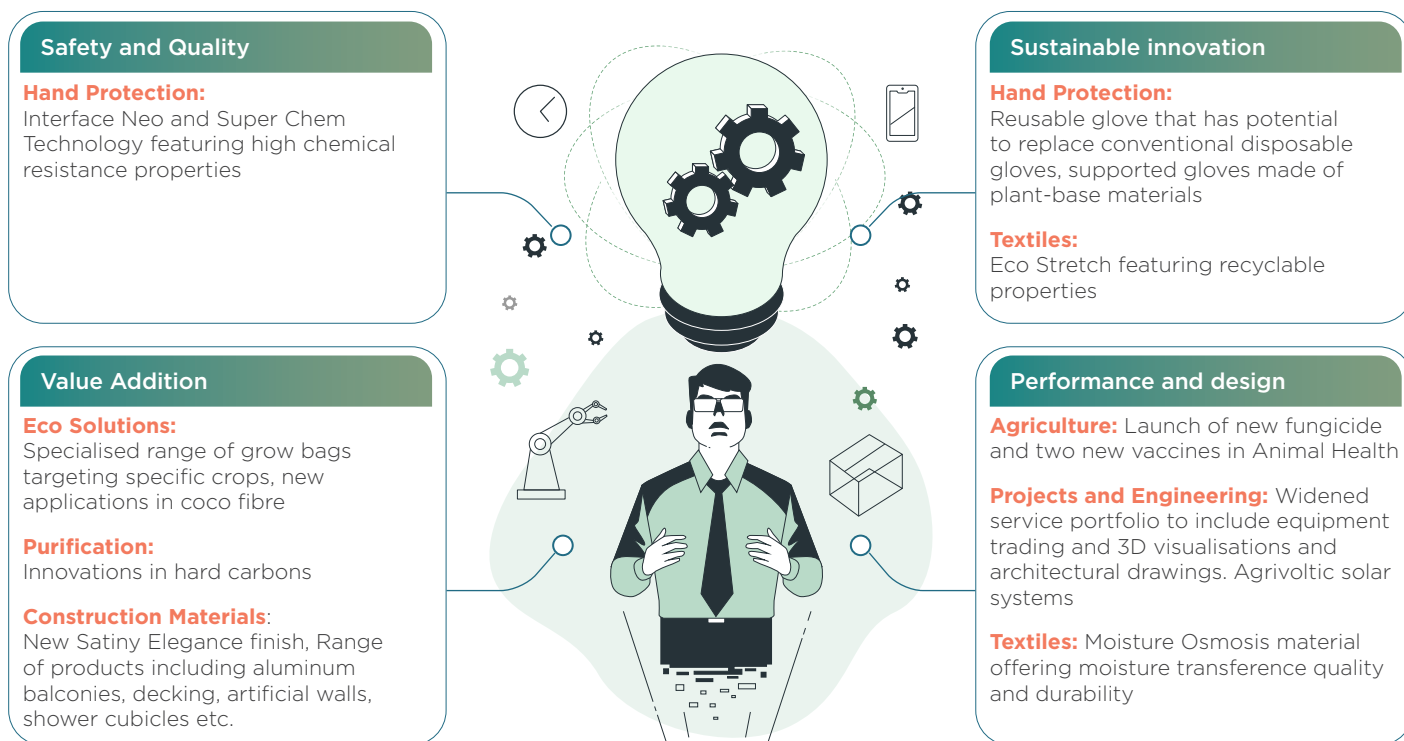 Safety and Quality
Hand Protection:
Interface Neo and Super Chem
Technology featuring high chemical
resistance properties
Sustainable innovation
Hand Protection:
Reusable glove that has potential
to replace conventional disposable
gloves, supported gloves made of
plant-base materials
Textiles:
Eco Stretch featuring recyclable
properties
Value Addition
Eco Solutions:
Specialised range of grow bags
targeting specific crops, new
applications in coco fibre
Purification:
Innovations in hard carbons
Construction Materials:
New Satiny Elegance finish, Range
of products including aluminum
balconies, decking, artificial walls,
shower cubicles etc.
Performance and design
Agriculture: Launch of new fungicide
and two new vaccines in Animal Health
Projects and Engineering: Widened
service portfolio to include equipment
trading and 3D visualisations and
architectural drawings. Agrivoltic solar
systems
Textiles: Moisture Osmosis material
offering moisture transference quality
and durability